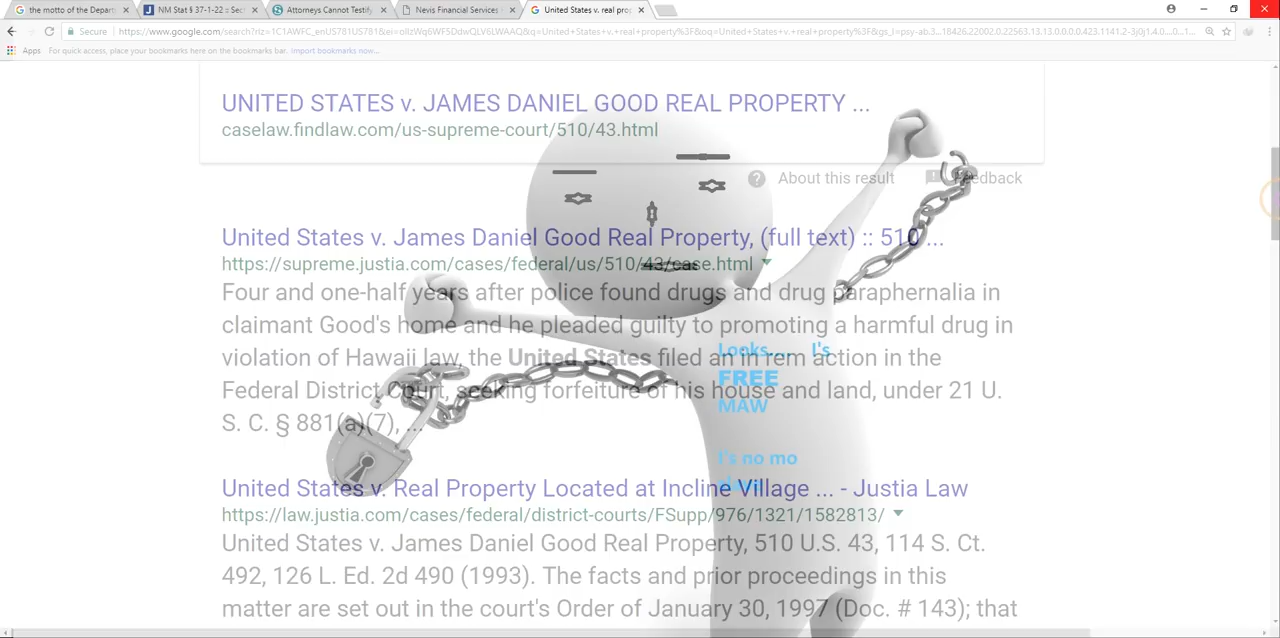 the motto of the Depart
NM Stat § 37-1-22 :: Sect
Attorneys Cannot Testify
Nevis Financial Services
United States v. real prop
Secure
Apps
For quick access, place your bookmarks here on the bookmarks bar. Import bookmarks now...
UNITED STATES v. JAMES DANIEL GOOD REAL PROPERTY ...
caselaw.findlaw.com/us-supreme-court/510/43.html
About this result
Feedback
United States v. James Daniel Good Real Property, (full text) :: 510 ...
https://supreme.justia.com/cases/federal/us/510/43/case.html
Four and one-half years after police found drugs and drug paraphernalia in
claimant Good's home and he pleaded guilty to promoting a harmful drug in
violation of Hawaii law, the United States filed an in rem action in the
Federal District Court, seeking forfeiture of his house and land, under 21 U.
S. C. § 881(a)(7), ...
Looks.... I's
FREE
MAW
I's no mo
United States v. Real Property Located at Incline Village ... - Justia Law
https://law.justia.com/cases/federal/district-courts/FSupp/976/1321/1582813/
United States v. James Daniel Good Real Property, 510 U.S. 43, 114 S. Ct.
492, 126 L. Ed. 2d 490 (1993). The facts and prior proceedings in this
matter are set out in the court's Order of January 30, 1997 (Doc. # 143); that